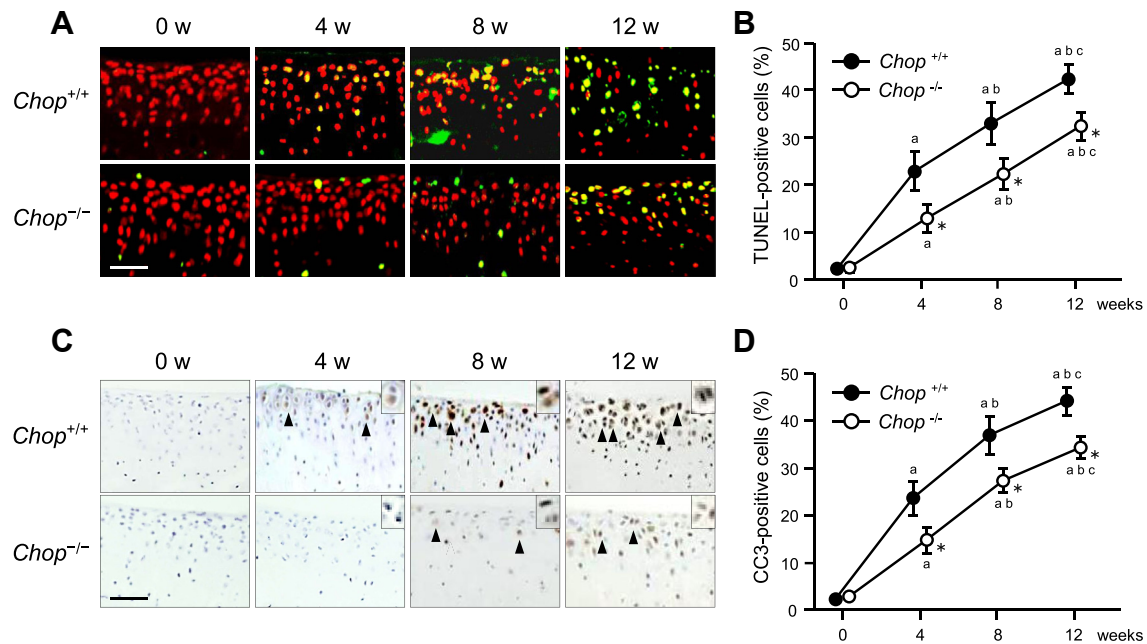 A
0 w 4 w 8 w 12 w
Chop+/+
Chop−/−
B
TUNEL-positive cells (%)
50
40
30
20
10
0
Chop +/+
Chop -/-
a
a b
a b c
* a
* a b
* a b c
0 4 8 12 weeks
C
0 w 4 w 8 w 12 w
Chop+/+
Chop−/−
D
CC3-positive cells (%)
50
40
30
20
10
0
Chop +/+
Chop -/-
a
a b
a b c
* a
* a b
* a b c
0 4 8 12 weeks